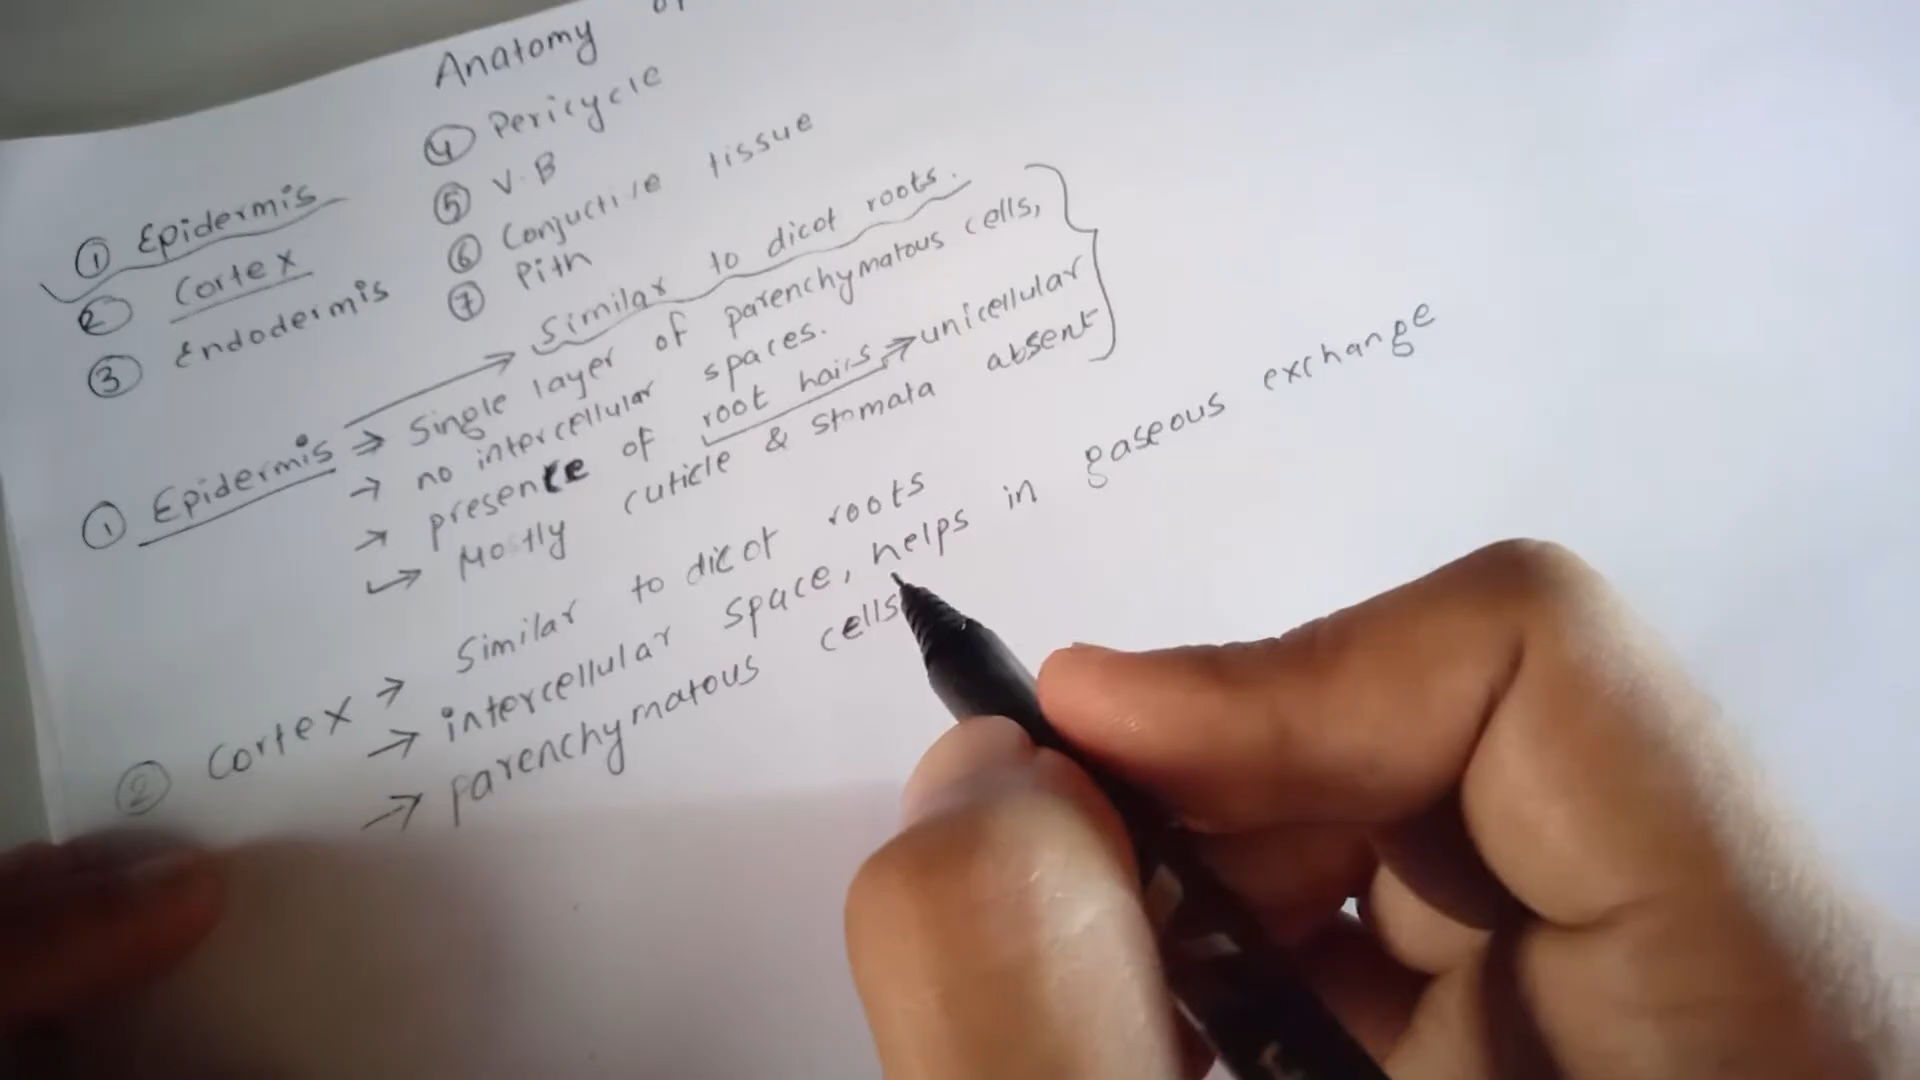 Anatomy
① Epidermis
② Cortex
③ Endodermis
④ Pericycle
⑤ V.B
⑥ Conjuctive tissue
⑦ Pith
① Epidermis → Similar to dicot roots.
⇒ Single layer of parenchymatous cells,
→ no intercellular spaces.
→ presence of root hairs → unicellular
↳ Mostly cuticle & stomata absent
② Cortex → Similar to dicot roots
→ intercellular space, helps in gaseous exchange
→ parenchymatous cells